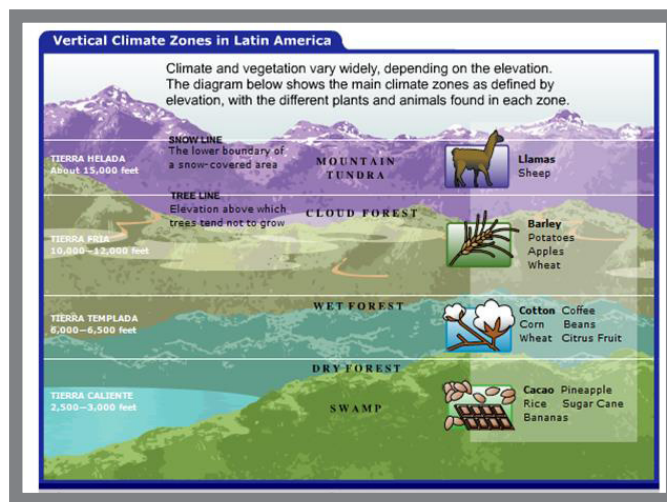 Vertical Climate Zones in Latin America
Climate and vegetation vary widely, depending on the elevation.
The diagram below shows the main climate zones as defined by
elevation, with the different plants and animals found in each zone.
SNOW LINE
The lower boundary of
a snow-covered area
TIERRA HELADA
About 15,000 feet
MOUNTAIN
TUNDRA
Llamas
Sheep
TREE LINE
Elevation above which
trees tend not to grow
CLOUD FOREST
TIERRA FRIA
10,000—12,000 feet
Barley
Potatoes
Apples
Wheat
WET FOREST
TIERRA TEMPLADA
6,000—6,500 feet
Cotton Coffee
Corn Beans
Wheat Citrus Fruit
DRY FOREST
TIERRA CALIENTE
2,500—3,000 feet
SWAMP
Cacao Pineapple
Rice Sugar Cane
Bananas